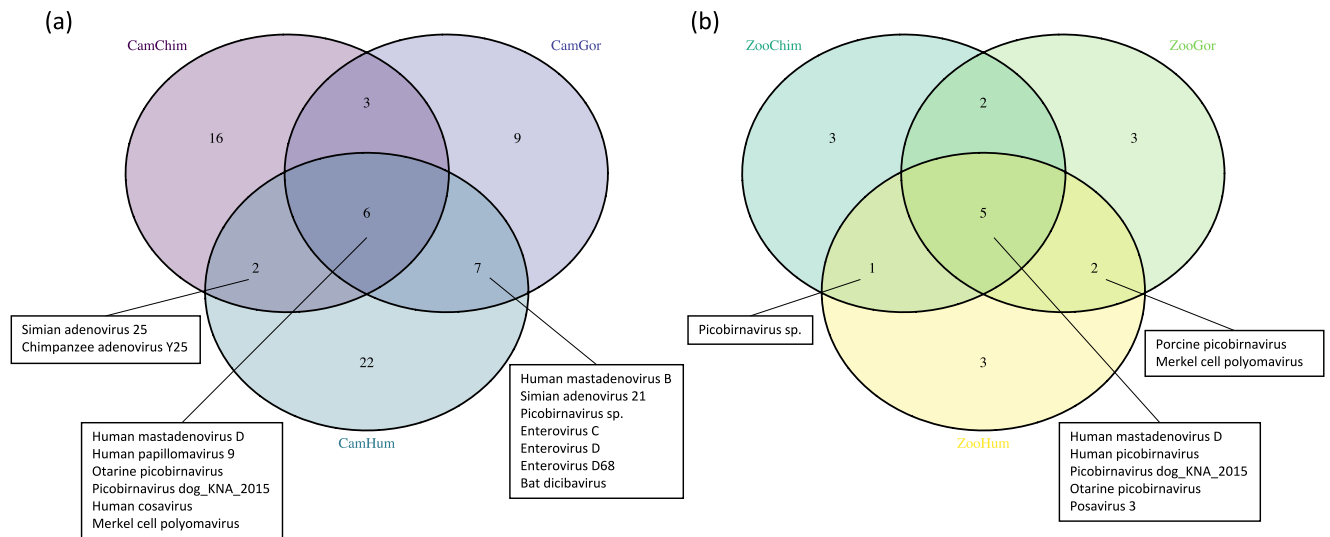 (a)
CamChim
CamGor
3
16
9
6
2
7
22
CamHum
Simian adenovirus 25
Chimpanzee adenovirus Y25
Human mastadenovirus D
Human papillomavirus 9
Otarine picobirnavirus
Picobirnavirus dog_KNA_2015
Human cosavirus
Merkel cell polyomavirus
Human mastadenovirus B
Simian adenovirus 21
Picobirnavirus sp.
Enterovirus C
Enterovirus D
Enterovirus D68
Bat dicibavirus
(b)
ZooChim
ZooGor
2
3
3
5
1
2
3
ZooHum
Picobirnavirus sp.
Porcine picobirnavirus
Merkel cell polyomavirus
Human mastadenovirus D
Human picobirnavirus
Picobirnavirus dog_KNA_2015
Otarine picobirnavirus
Posavirus 3